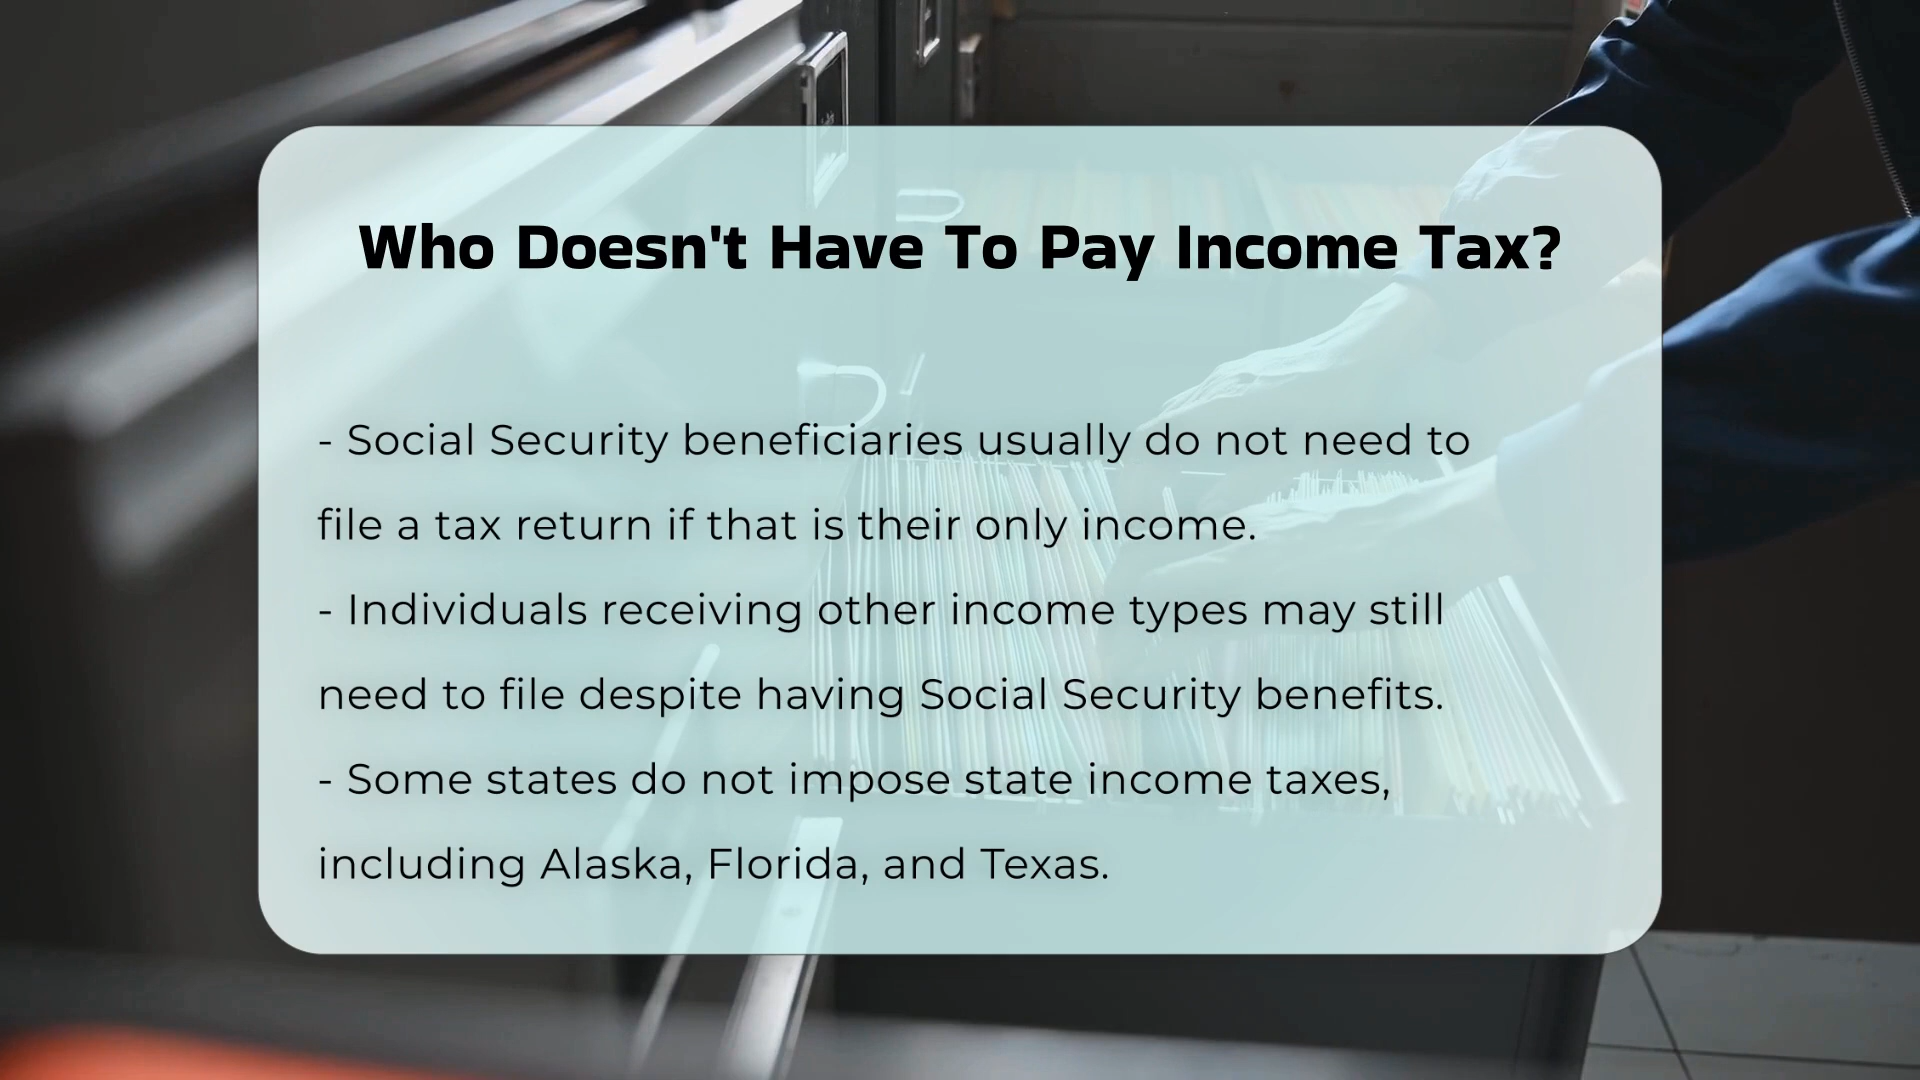 Who Doesn't Have To Pay Income Tax?
- Social Security beneficiaries usually do not need to
file a tax return if that is their only income.
- Individuals receiving other income types may still
need to file despite having Social Security benefits.
- Some states do not impose state income taxes,
including Alaska, Florida, and Texas.